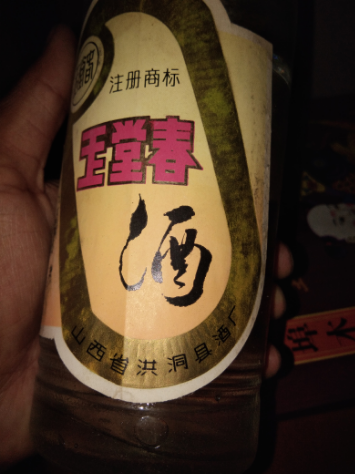 注册商标
玉堂春
酒
山西省洪洞县酒厂